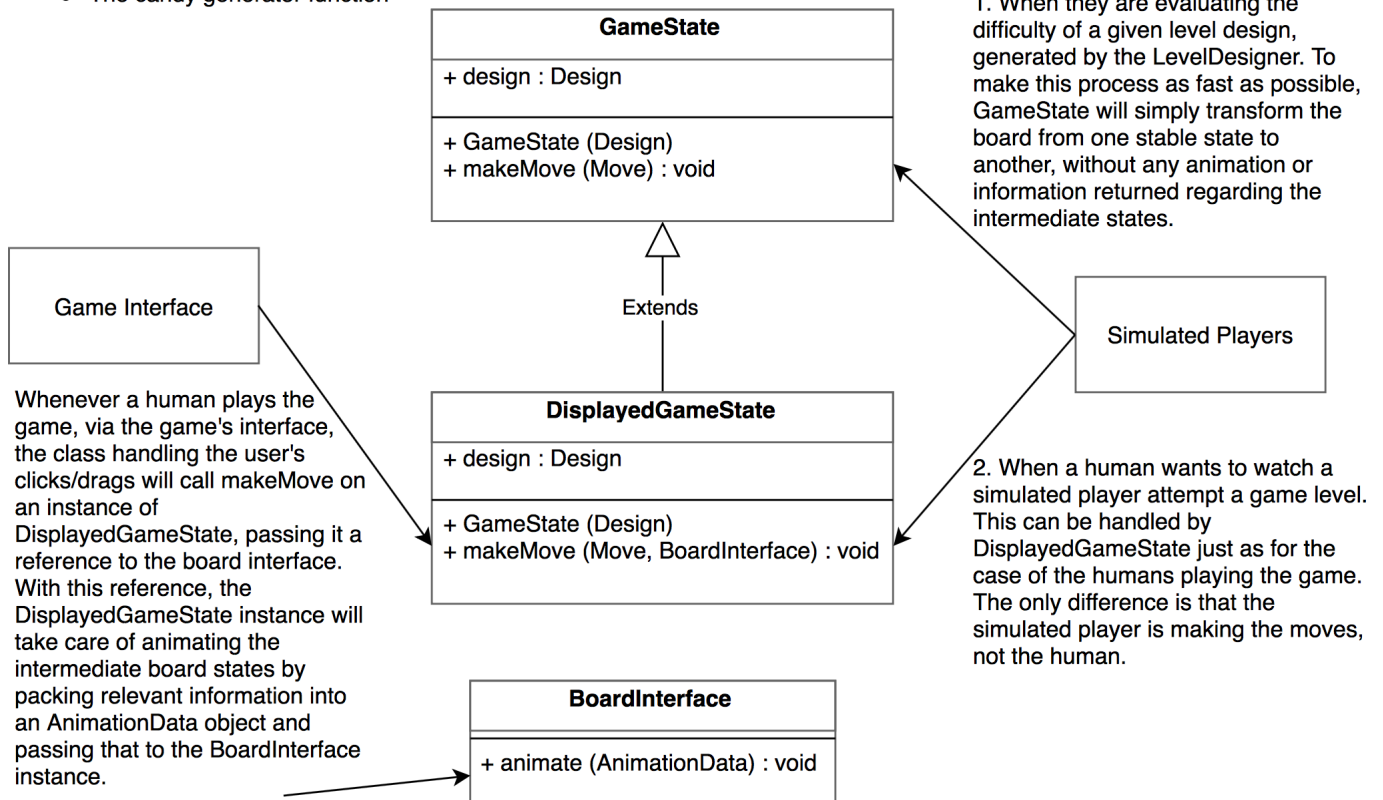 The candy generator function
GameState
+ design : Design
+ GameState (Design)
+ makeMove (Move) : void
1. When they are evaluating the
difficulty of a given level design,
generated by the LevelDesigner. To
make this process as fast as possible,
GameState will simply transform the
board from one stable state to
another, without any animation or
information returned regarding the
intermediate states.
Game Interface
Extends
Simulated Players
Whenever a human plays the
game, via the game's interface,
the class handling the user's
clicks/drags will call makeMove on
an instance of
DisplayedGameState, passing it a
reference to the board interface.
With this reference, the
DisplayedGameState instance will
take care of animating the
intermediate board states by
packing relevant information into
an AnimationData object and
passing that to the BoardInterface
instance.
DisplayedGameState
+ design : Design
+ GameState (Design)
+ makeMove (Move, BoardInterface) : void
2. When a human wants to watch a
simulated player attempt a game level.
This can be handled by
DisplayedGameState just as for the
case of the humans playing the game.
The only difference is that the
simulated player is making the moves,
not the human.
BoardInterface
+ animate (AnimationData) : void